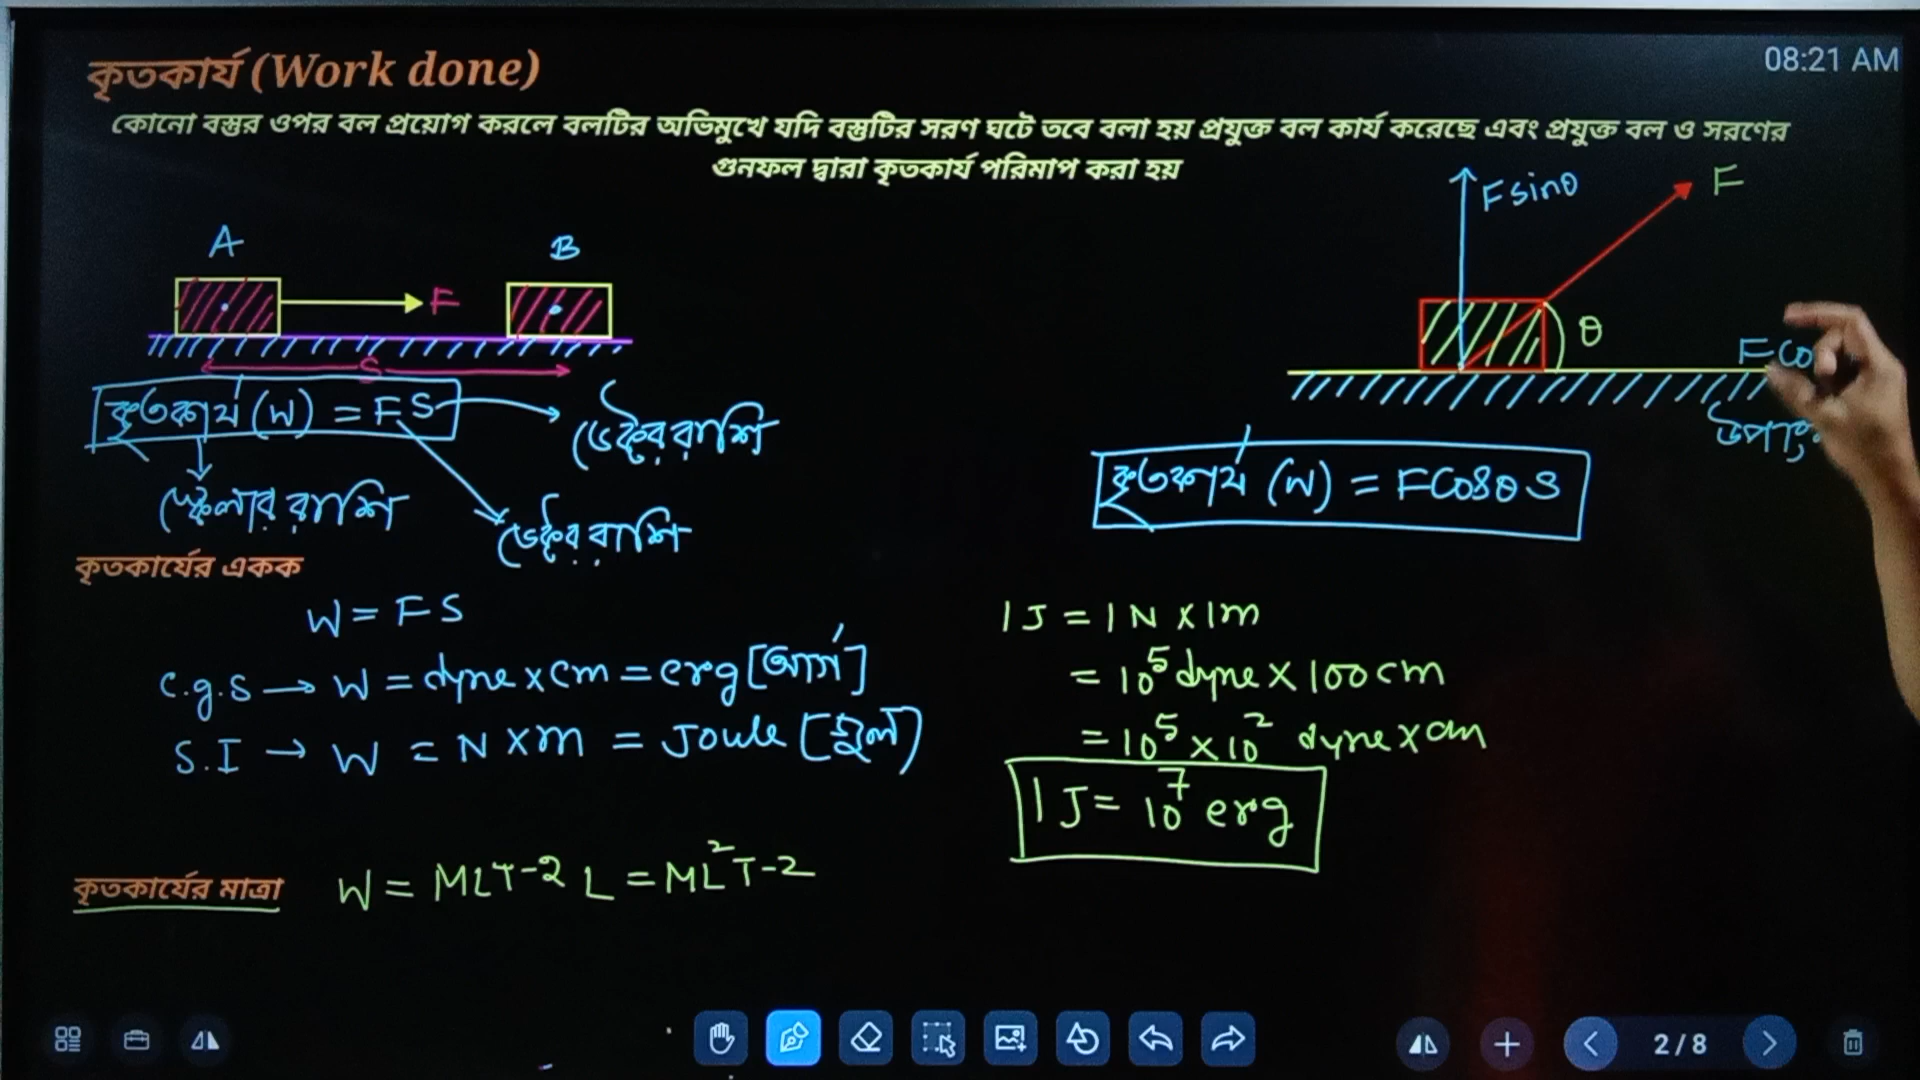 08:21 AM
কৃতকার্য (Work done)
কোনো বস্তুর ওপর বল প্রয়োগ করলে বলটির অভিমুখে যদি বস্তুটির সরণ ঘটে তবে বলা হয় প্রযুক্ত বল কার্য করেছে এবং প্রযুক্ত বল ও সরণের
গুনফল দ্বারা কৃতকার্য পরিমাপ করা হয়
A
B
F
S
F sinθ
F
θ
F co
কৃতকার্য (W) = FS
ভেক্টর রাশি
স্কেলার রাশি
ভেক্টর রাশি
কৃতকার্য (W) = FCosθ S
কৃতকার্যের একক
W = FS
C.g.S → W = dyne x cm = erg [আর্গ]
S.I → W = N x m = Joule [জুল]
1 J = 1 N x 1m
= 10⁵ dyne x 100 cm
= 10⁵ x 10² dyne x cm
1 J = 10⁷ erg
কৃতকার্যের মাত্রা
W = MLT-2 L = ML²T-2
2/8